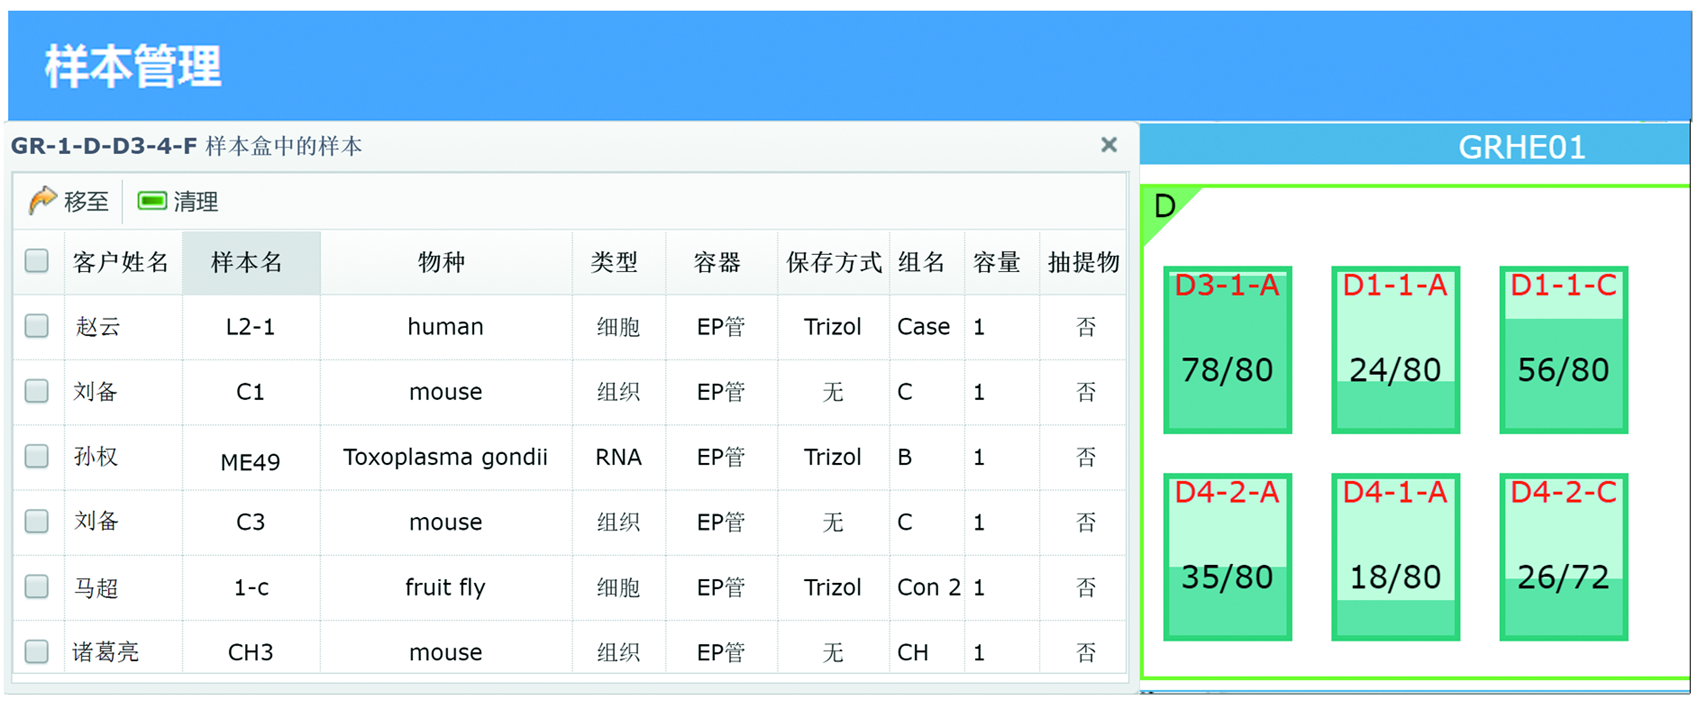 样本管理
GR-1-D-D3-4-F 样本盒中的样本
移至 清理
客户姓名 样本名 物种 类型 容器 保存方式 组名 容量 抽提物
赵云 L2-1 human 细胞 EP管 Trizol Case 1 否
刘备 C1 mouse 组织 EP管 无 C 1 否
孙权 ME49 Toxoplasma gondii RNA EP管 Trizol B 1 否
刘备 C3 mouse 组织 EP管 无 C 1 否
马超 1-c fruit fly 细胞 EP管 Trizol Con 2 1 否
诸葛亮 CH3 mouse 组织 EP管 无 CH 1 否
GRHE01
D
D3-1-A D1-1-A D1-1-C
78/80 24/80 56/80
D4-2-A D4-1-A D4-2-C
35/80 18/80 26/72